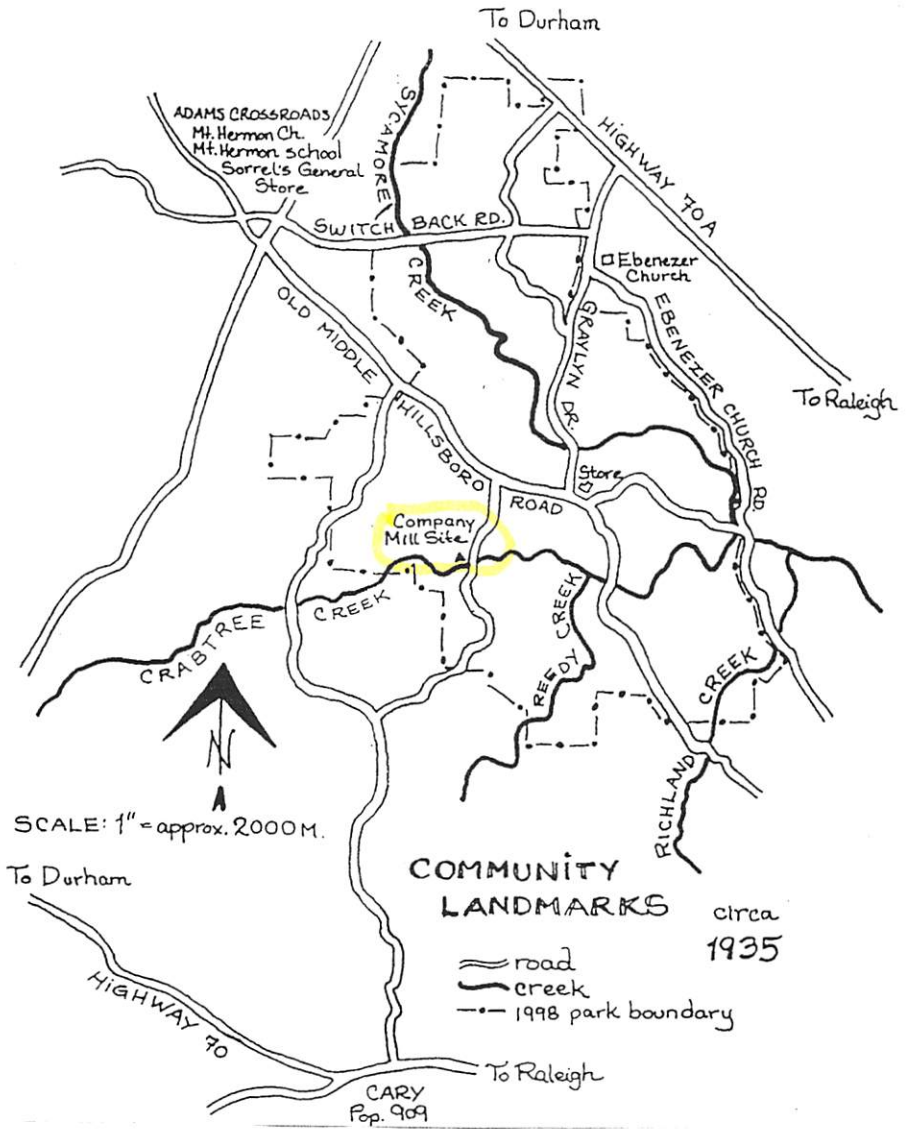 To Durham
ADAMS CROSSROADS
Mt. Hermon Ch.
Mt. Hermon school
Sorrel's General
Store
SYCAMORE
CREEK
HIGHWAY 70A
SWITCH BACK RD.
Ebenezer
Church
OLD MIDDLE
HILLSBORO
ROAD
GRAYLYN DR.
EBENEZER CHURCH RD.
To Raleigh
Store
Company
Mill Site
CRABTREE
CREEK
REEDY CREEK
RICHLAND
CREEK
N
SCALE: 1" = approx. 2000 M.
To Durham
COMMUNITY
LANDMARKS
circa
1935
road
creek
1998 park boundary
HIGHWAY 70
To Raleigh
CARY
Pop. 909